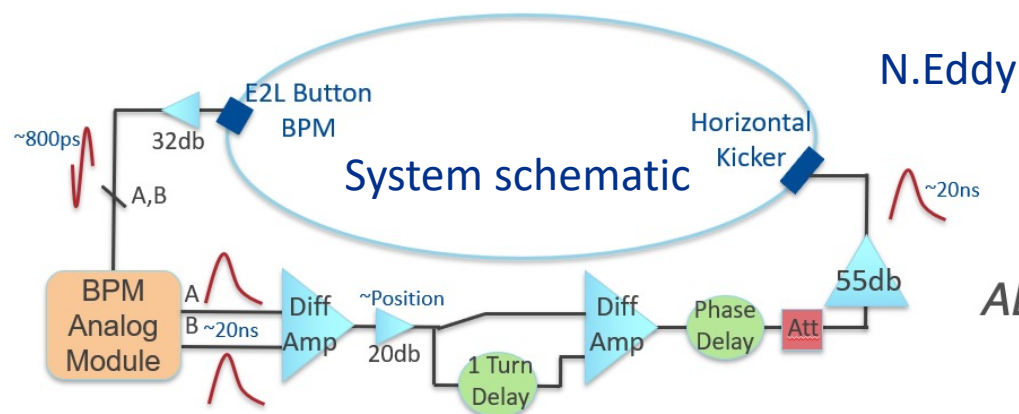 N.Eddy
E2L Button
BPM
32db
~800ps
A,B
System schematic
Horizontal
Kicker
~20ns
BPM
Analog
Module
A
B
~20ns
Diff
Amp
~Position
20db
1 Turn
Delay
Diff
Amp
Phase
Delay
Att
55db